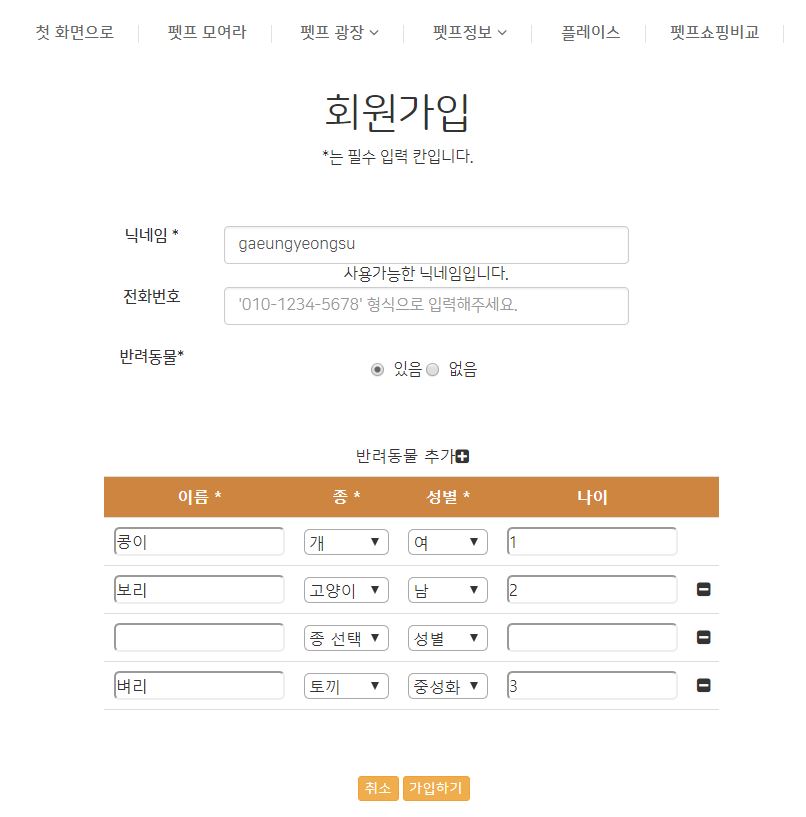 첫 화면으로 펫프 모여라 펫프 광장 펫프정보 플레이스 펫프쇼핑비교
회원가입
*는 필수 입력 칸입니다.
닉네임 * gaeungyeongsu
사용가능한 닉네임입니다.
전화번호 '010-1234-5678' 형식으로 입력해주세요.
반려동물* 있음 없음
반려동물 추가
이름 * 종 * 성별 * 나이
콩이 개 여 1
보리 고양이 남 2
종 선택 성별
벼리 토끼 중성화 3
취소 가입하기